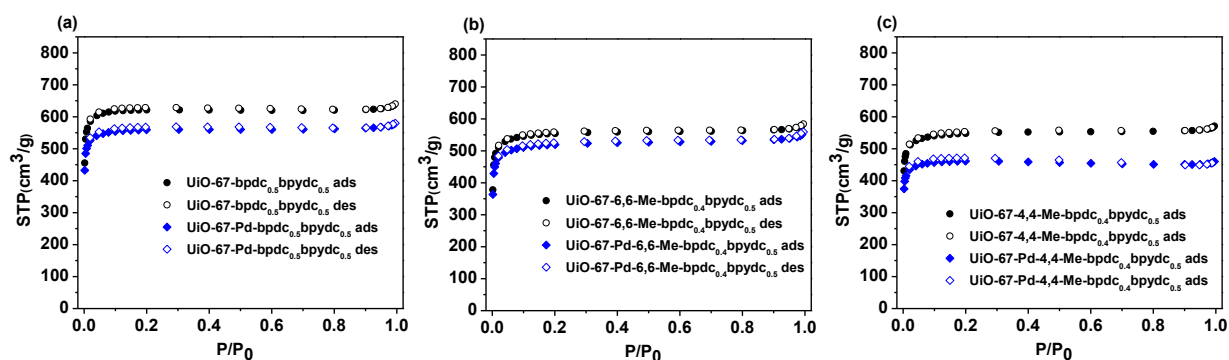 (a)
800
700
600
500
400
300
200
100
0
STP(cm³/g)
UiO-67-bpdc₀.₅bpydc₀.₅ ads
UiO-67-bpdc₀.₅bpydc₀.₅ des
UiO-67-Pd-bpdc₀.₅bpydc₀.₅ ads
UiO-67-Pd-bpdc₀.₅bpydc₀.₅ des
0.0 0.2 0.4 0.6 0.8 1.0
P/P₀
(b)
800
700
600
500
400
300
200
100
0
STP(cm³/g)
UiO-67-6,6-Me-bpdc₀.₄bpydc₀.₅ ads
UiO-67-6,6-Me-bpdc₀.₄bpydc₀.₅ des
UiO-67-Pd-6,6-Me-bpdc₀.₄bpydc₀.₅ ads
UiO-67-Pd-6,6-Me-bpdc₀.₄bpydc₀.₅ des
0.0 0.2 0.4 0.6 0.8 1.0
P/P₀
(c)
800
700
600
500
400
300
200
100
0
STP(cm³/g)
UiO-67-4,4-Me-bpdc₀.₄bpydc₀.₅ ads
UiO-67-4,4-Me-bpdc₀.₄bpydc₀.₅ ads
UiO-67-Pd-4,4-Me-bpdc₀.₄bpydc₀.₅ ads
UiO-67-Pd-4,4-Me-bpdc₀.₄bpydc₀.₅ ads
0.0 0.2 0.4 0.6 0.8 1.0
P/P₀